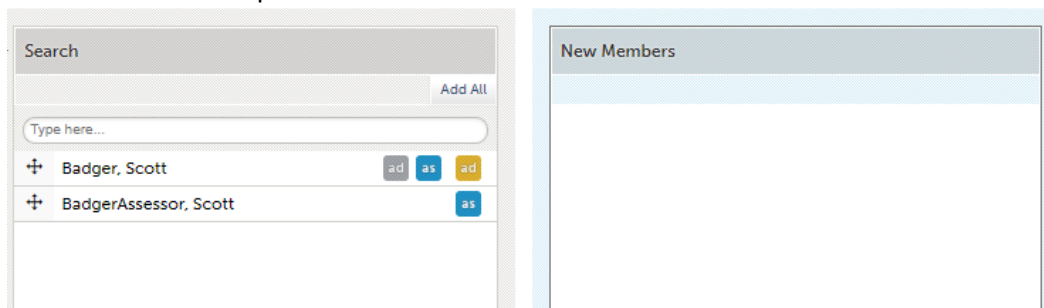 Search
Add All
Type here...
Badger, Scott ad as ad
BadgerAssessor, Scott as
New Members